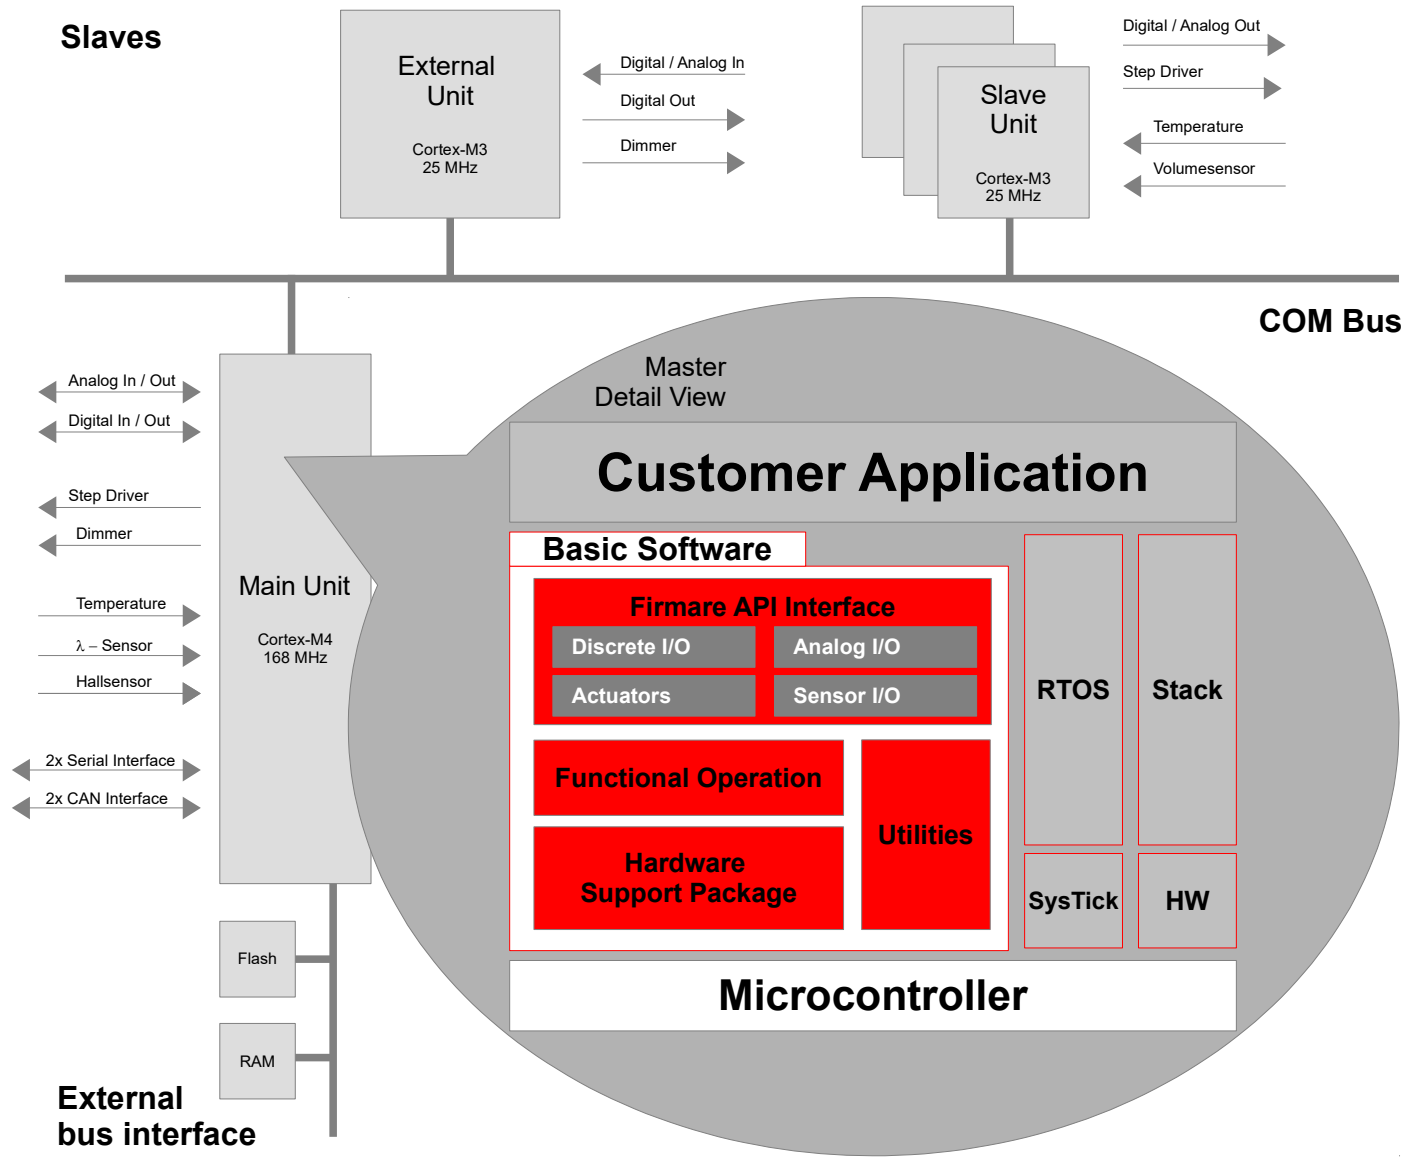 Slaves
External
Unit
Cortex-M3
25 MHz
Digital / Analog In
Digital Out
Dimmer
Slave
Unit
Cortex-M3
25 MHz
Digital / Analog Out
Step Driver
Temperature
Volumesensor
COM Bus
Analog In / Out
Digital In / Out
Step Driver
Dimmer
Temperature
λ – Sensor
Hallsensor
2x Serial Interface
2x CAN Interface
Main Unit
Cortex-M4
168 MHz
Master
Detail View
Customer Application
Basic Software
Firmare API Interface
Discrete I/O
Analog I/O
Actuators
Sensor I/O
Functional Operation
Hardware
Support Package
Utilities
RTOS
Stack
SysTick
HW
Microcontroller
Flash
RAM
External
bus interface